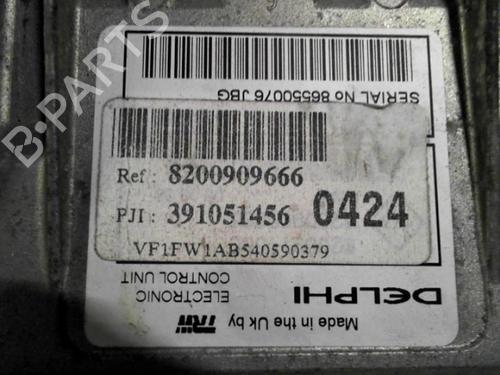 SERIAL No 86550076 JBG
Ref : 8200909666
PJI : 391051456 0424
VF1FW1AB540590379
ELECTRONIC
CONTROL UNIT
DELPHI
Made in the Uk by
TRW
B-PARTS